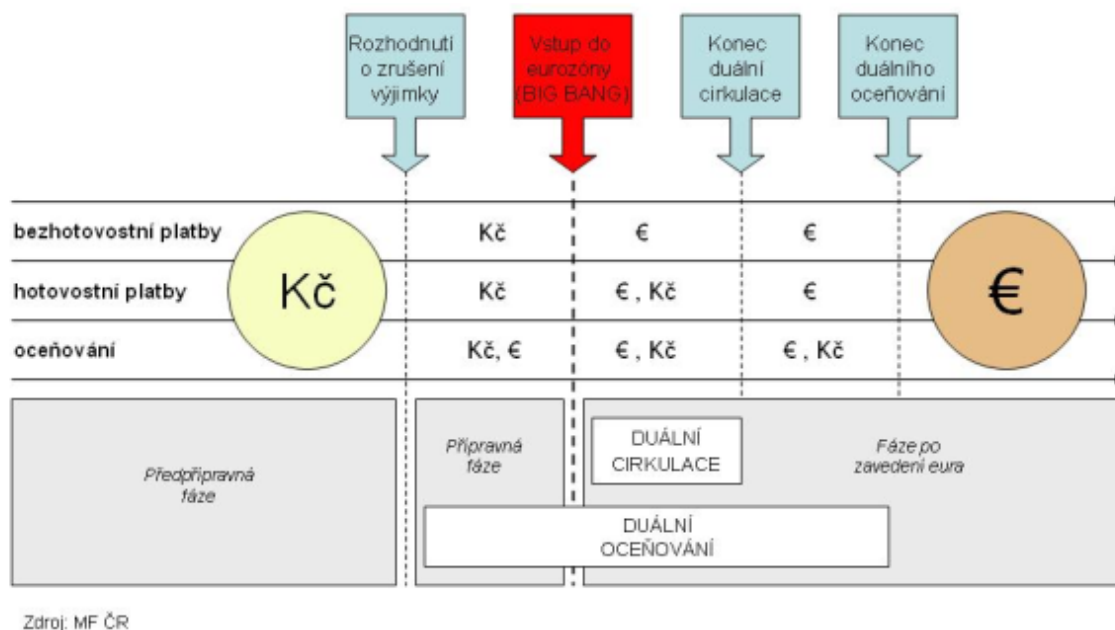 Rozhodnutí
o zrušení
výjimky
Vstup do
eurozóny
(BIG BANG)
Konec
duální
cirkulace
Konec
duálního
oceňování
bezhotovostní platby
Kč
€
€
hotovostní platby
Kč
€ , Kč
€
oceňování
Kč, €
€ , Kč
€ , Kč
Kč
€
Předpřípravná
fáze
Přípravná
fáze
DUÁLNÍ
CIRKULACE
Fáze po
zavedení eura
DUÁLNÍ
OCEŇOVÁNÍ
Zdroj: MF ČR